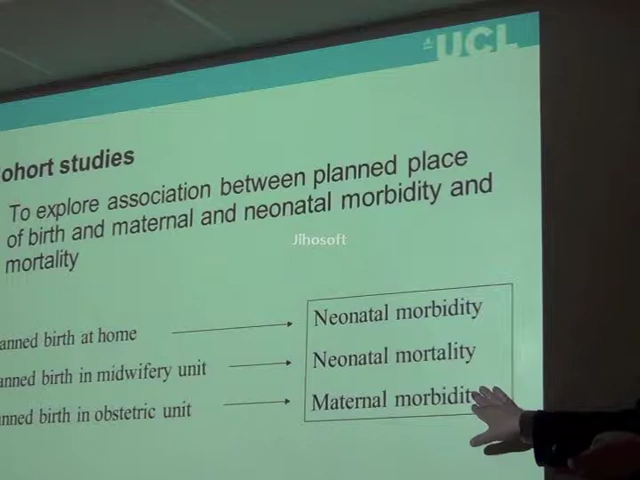 UCL
ohort studies
To explore association between planned place
of birth and maternal and neonatal morbidity and
mortality
Jihosoft
anned birth at home
Neonatal morbidity
anned birth in midwifery unit
Neonatal mortality
nned birth in obstetric unit
Maternal morbidit